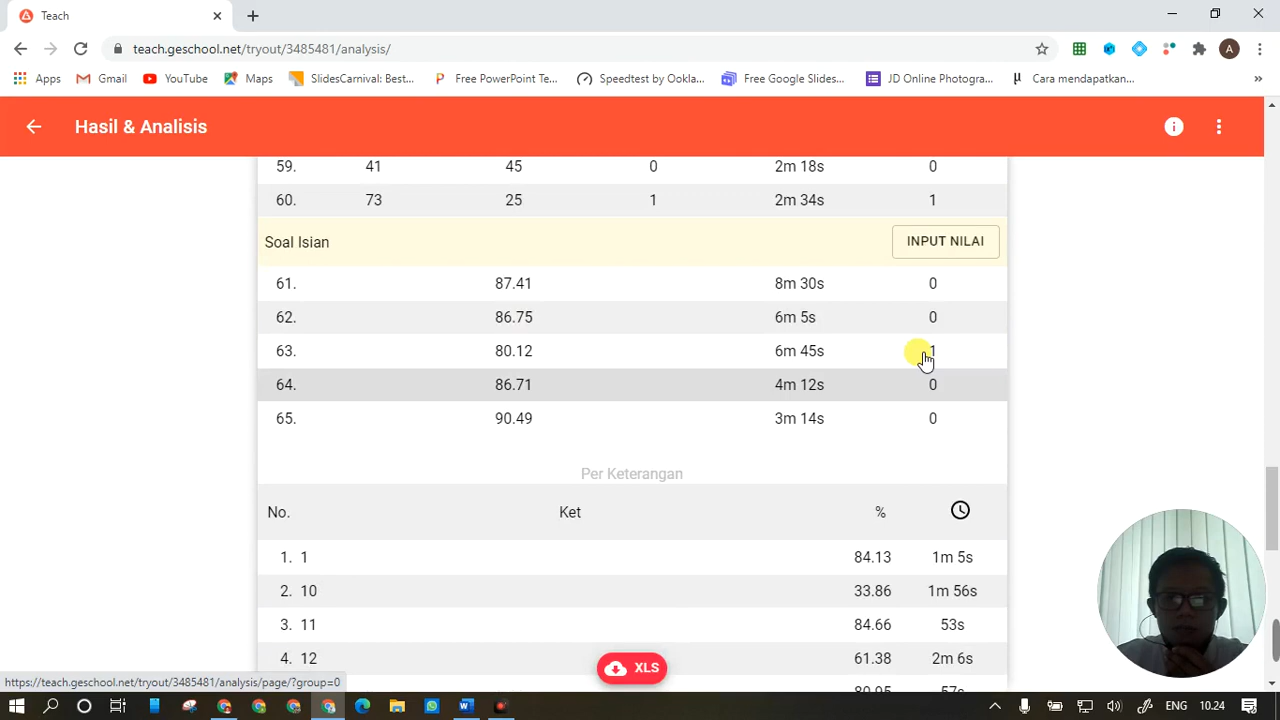 Teach
teach.geschool.net/tryout/3485481/analysis/
A
Apps Gmail YouTube Maps SlidesCarnival: Best... Free PowerPoint Te... Speedtest by Ookla... Free Google Slides... JD Online Photogra... Cara mendapatkan... »
Hasil & Analisis
59. 41 45 0 2m 18s 0
60. 73 25 1 2m 34s 1
Soal Isian INPUT NILAI
61. 87.41 8m 30s 0
62. 86.75 6m 5s 0
63. 80.12 6m 45s 1
64. 86.71 4m 12s 0
65. 90.49 3m 14s 0
Per Keterangan
No. Ket %
1. 1 84.13 1m 5s
2. 10 33.86 1m 56s
3. 11 84.66 53s
4. 12 61.38 2m 6s
XLS
80.95 57s
https://teach.geschool.net/tryout/3485481/analysis/page/?group=0
ENG 10.24